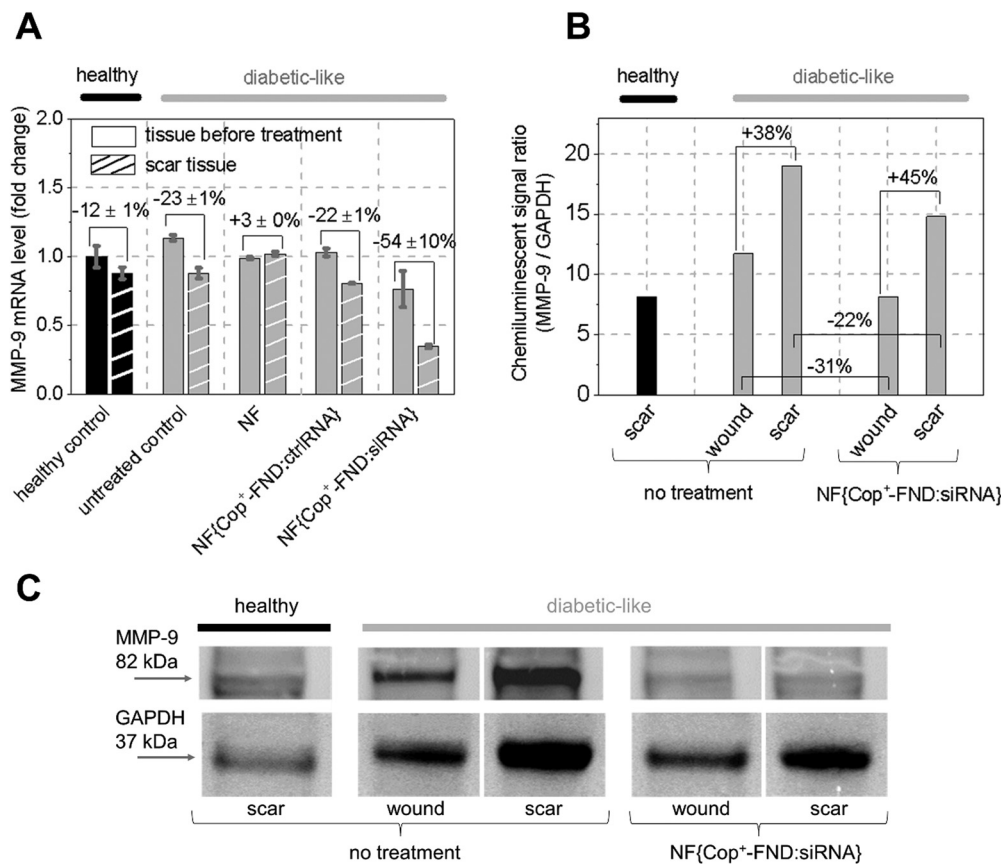 A
healthy
diabetic-like
MMP-9 mRNA level (fold change)
2.0
1.5
1.0
0.5
0.0
tissue before treatment
scar tissue
-12 ± 1%
-23 ± 1%
+3 ± 0%
-22 ± 1%
-54 ± 10%
healthy control
untreated control
NF
NF{Cop⁺-FND:ctrlRNA}
NF{Cop⁺-FND:siRNA}
B
healthy
diabetic-like
Chemiluminescent signal ratio
(MMP-9 / GAPDH)
20
15
10
5
0
+38%
+45%
-22%
-31%
scar
wound
scar
wound
scar
no treatment
NF{Cop⁺-FND:siRNA}
C
healthy
diabetic-like
MMP-9
82 kDa
GAPDH
37 kDa
scar
wound
scar
wound
scar
no treatment
NF{Cop⁺-FND:siRNA}